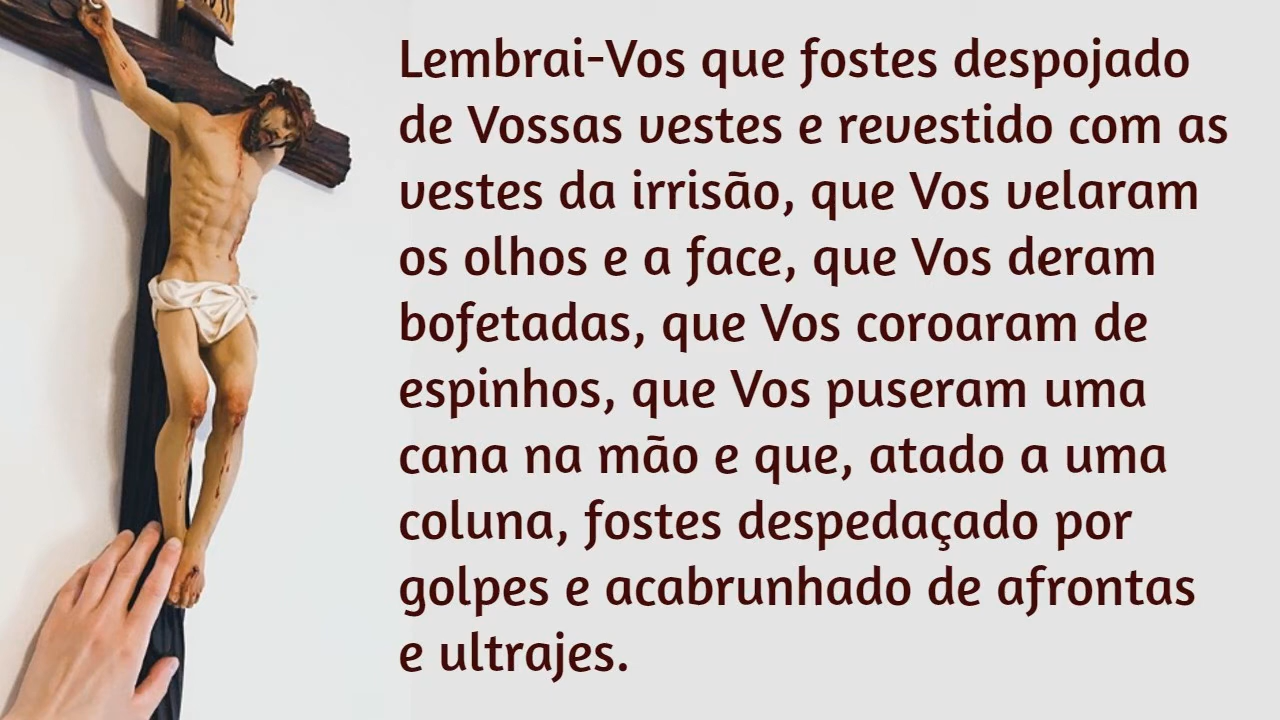 Lembrai-Vos que fostes despojado
de Vossas vestes e revestido com as
vestes da irrisão, que Vos velaram
os olhos e a face, que Vos deram
bofetadas, que Vos coroaram de
espinhos, que Vos puseram uma
cana na mão e que, atado a uma
coluna, fostes despedaçado por
golpes e acabrunhado de afrontas
e ultrajes.